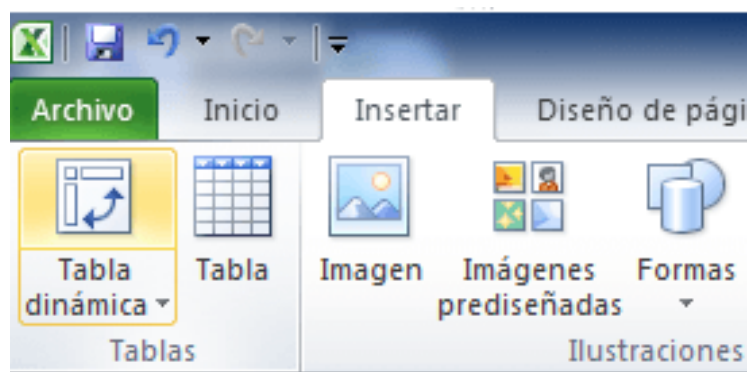 Archivo Inicio Insertar Diseño de pági
Tabla dinámica
Tabla
Imagen
Imágenes prediseñadas
Formas
Tablas
Ilustraciones